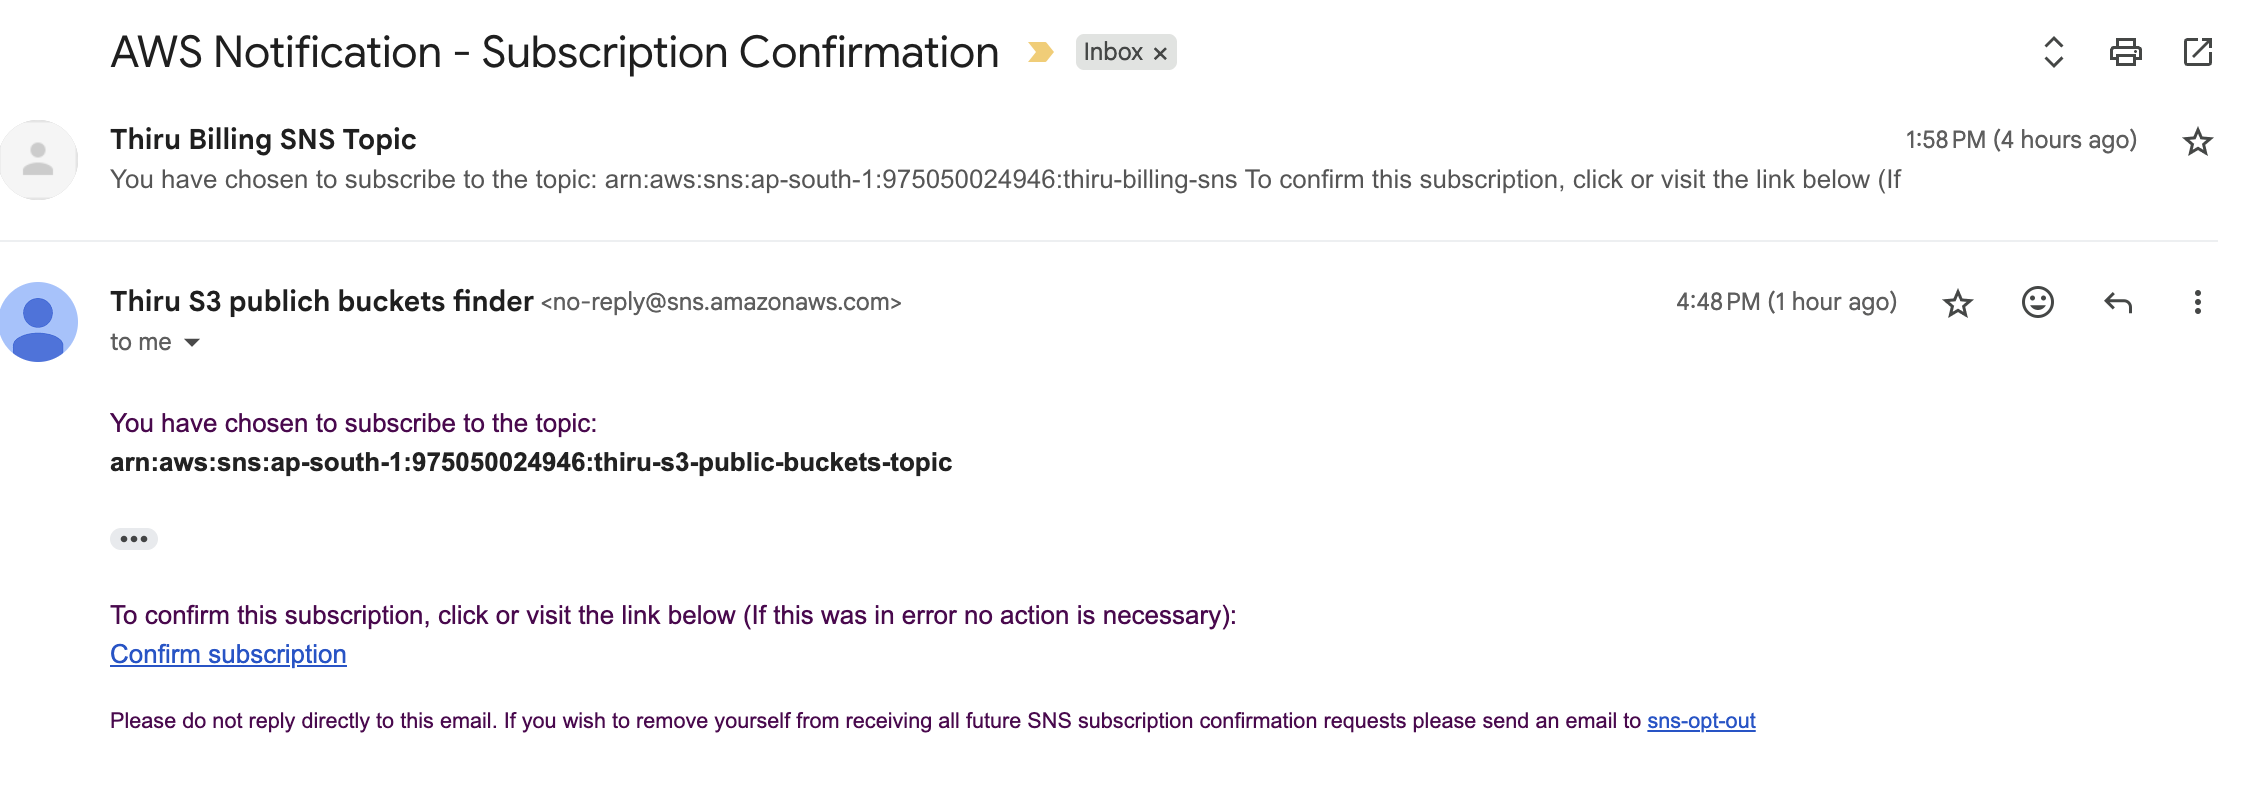 AWS Notification - Subscription Confirmation
Inbox ×
Thiru Billing SNS Topic
1:58 PM (4 hours ago)
You have chosen to subscribe to the topic: arn:aws:sns:ap-south-1:975050024946:thiru-billing-sns To confirm this subscription, click or visit the link below (If
Thiru S3 publich buckets finder <no-reply@sns.amazonaws.com>
4:48 PM (1 hour ago)
to me
You have chosen to subscribe to the topic:
arn:aws:sns:ap-south-1:975050024946:thiru-s3-public-buckets-topic
•••
To confirm this subscription, click or visit the link below (If this was in error no action is necessary):
Confirm subscription
Please do not reply directly to this email. If you wish to remove yourself from receiving all future SNS subscription confirmation requests please send an email to sns-opt-out